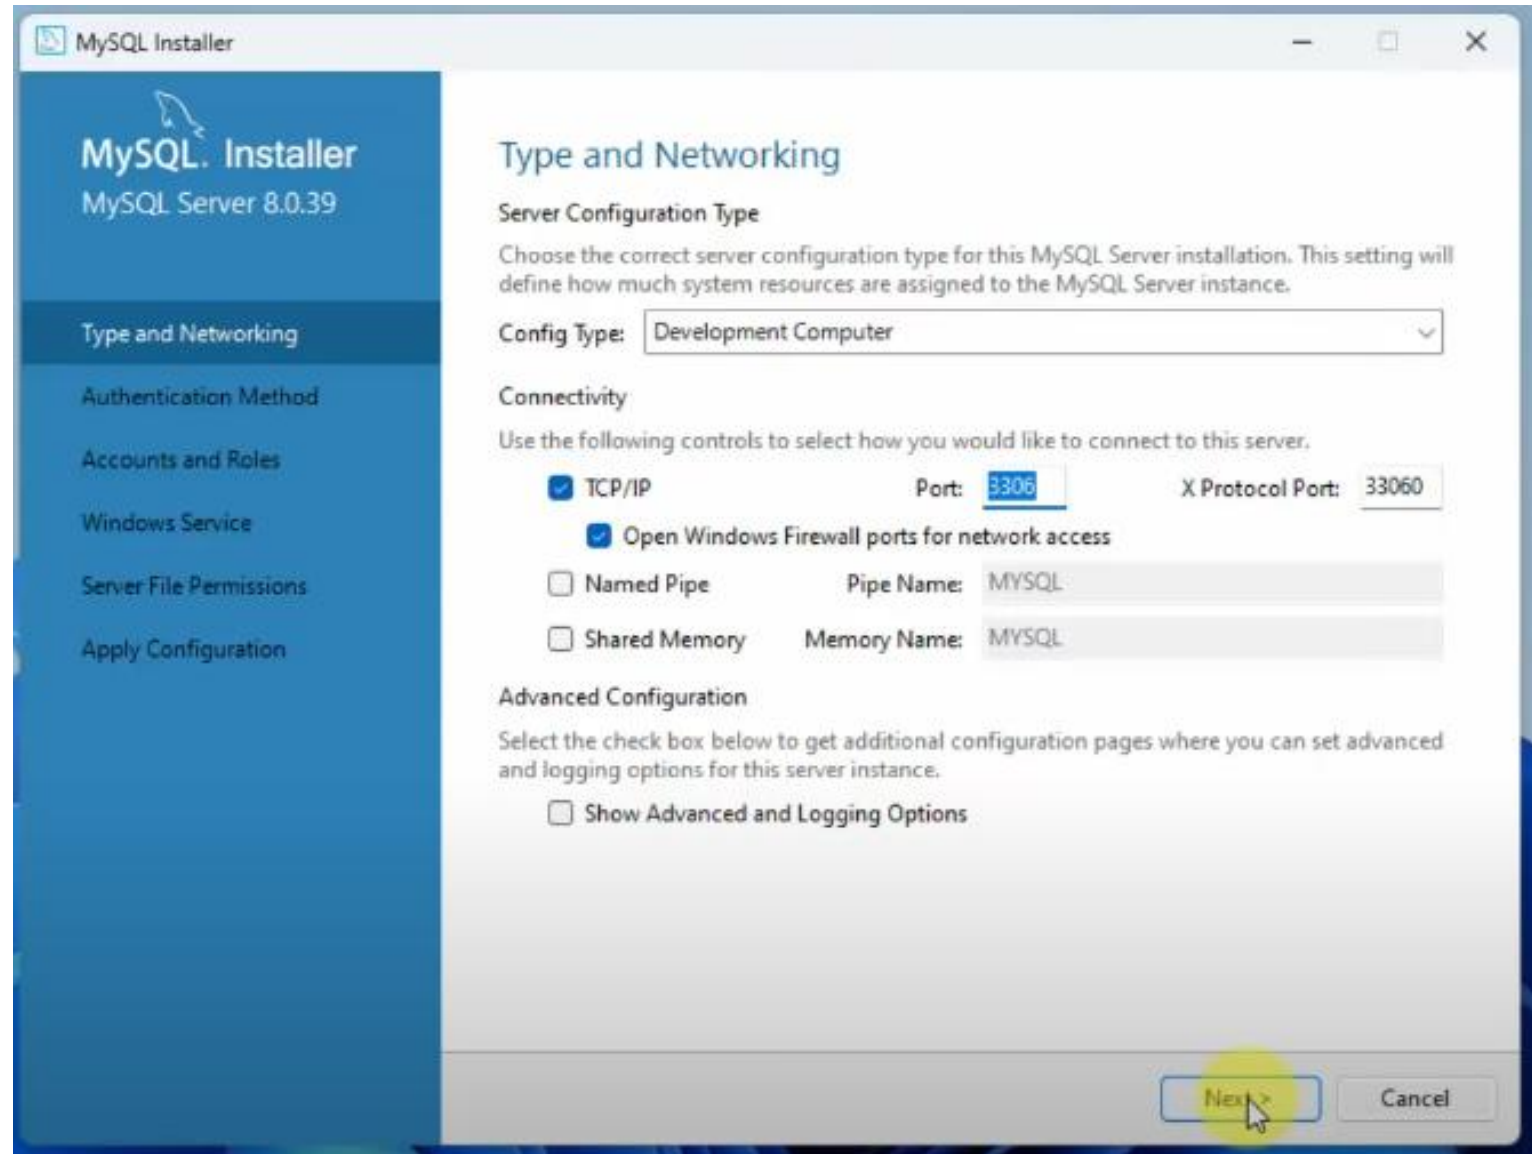 MySQL Installer
MySQL. Installer
MySQL Server 8.0.39
Type and Networking
Authentication Method
Accounts and Roles
Windows Service
Server File Permissions
Apply Configuration
Type and Networking
Server Configuration Type
Choose the correct server configuration type for this MySQL Server installation. This setting will
define how much system resources are assigned to the MySQL Server instance.
Config Type: Development Computer
Connectivity
Use the following controls to select how you would like to connect to this server.
TCP/IP Port: 3306 X Protocol Port: 33060
Open Windows Firewall ports for network access
Named Pipe Pipe Name: MYSQL
Shared Memory Memory Name: MYSQL
Advanced Configuration
Select the check box below to get additional configuration pages where you can set advanced
and logging options for this server instance.
Show Advanced and Logging Options
Next > Cancel